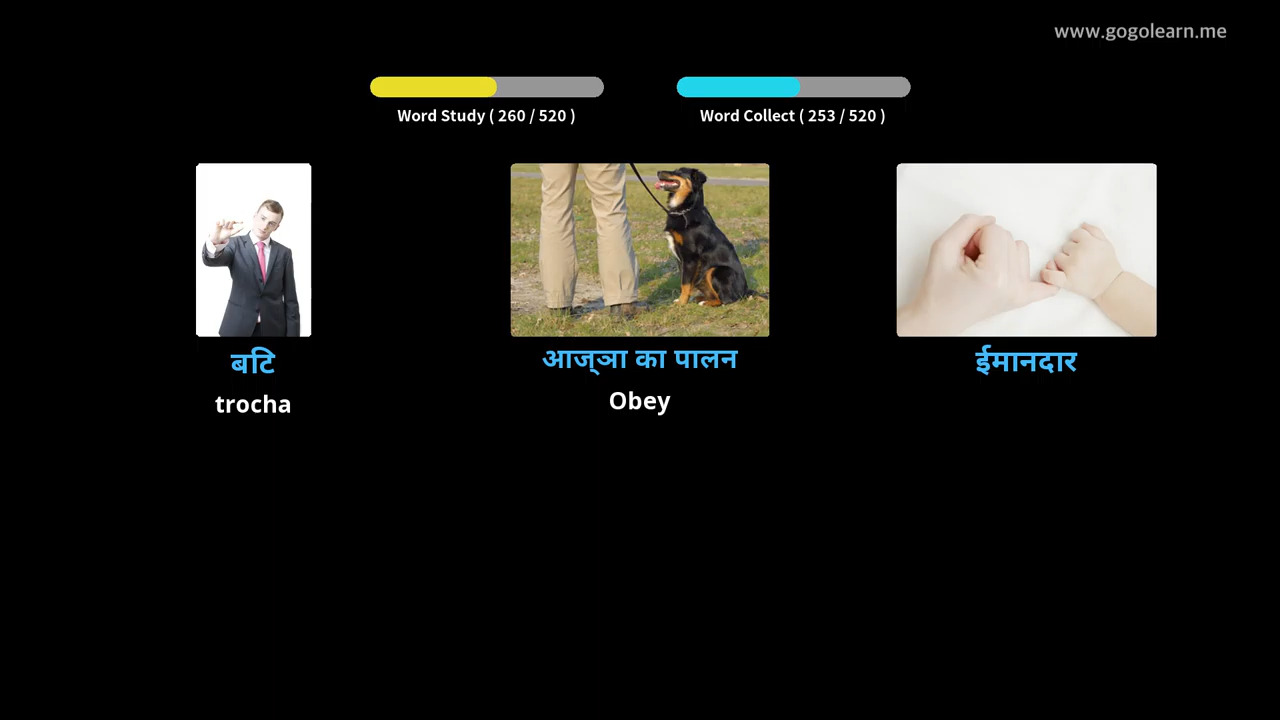 www.gogolearn.me
Word Study ( 260 / 520 )
Word Collect ( 253 / 520 )
बटि
आज्ञा का पालन
ईमानदार
trocha
Obey